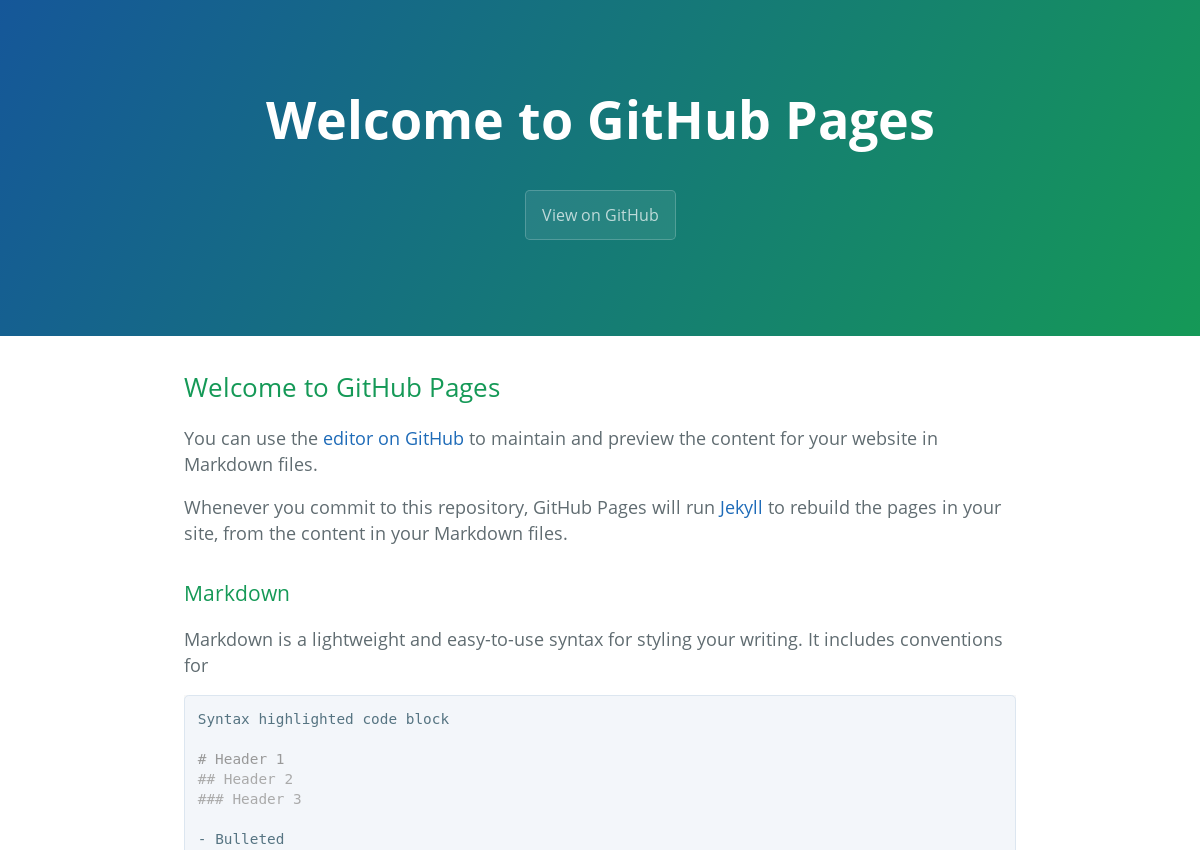 Welcome to GitHub Pages
View on GitHub
Welcome to GitHub Pages
You can use the editor on GitHub to maintain and preview the content for your website in
Markdown files.
Whenever you commit to this repository, GitHub Pages will run Jekyll to rebuild the pages in your
site, from the content in your Markdown files.
Markdown
Markdown is a lightweight and easy-to-use syntax for styling your writing. It includes conventions
for
Syntax highlighted code block
# Header 1
## Header 2
### Header 3
- Bulleted